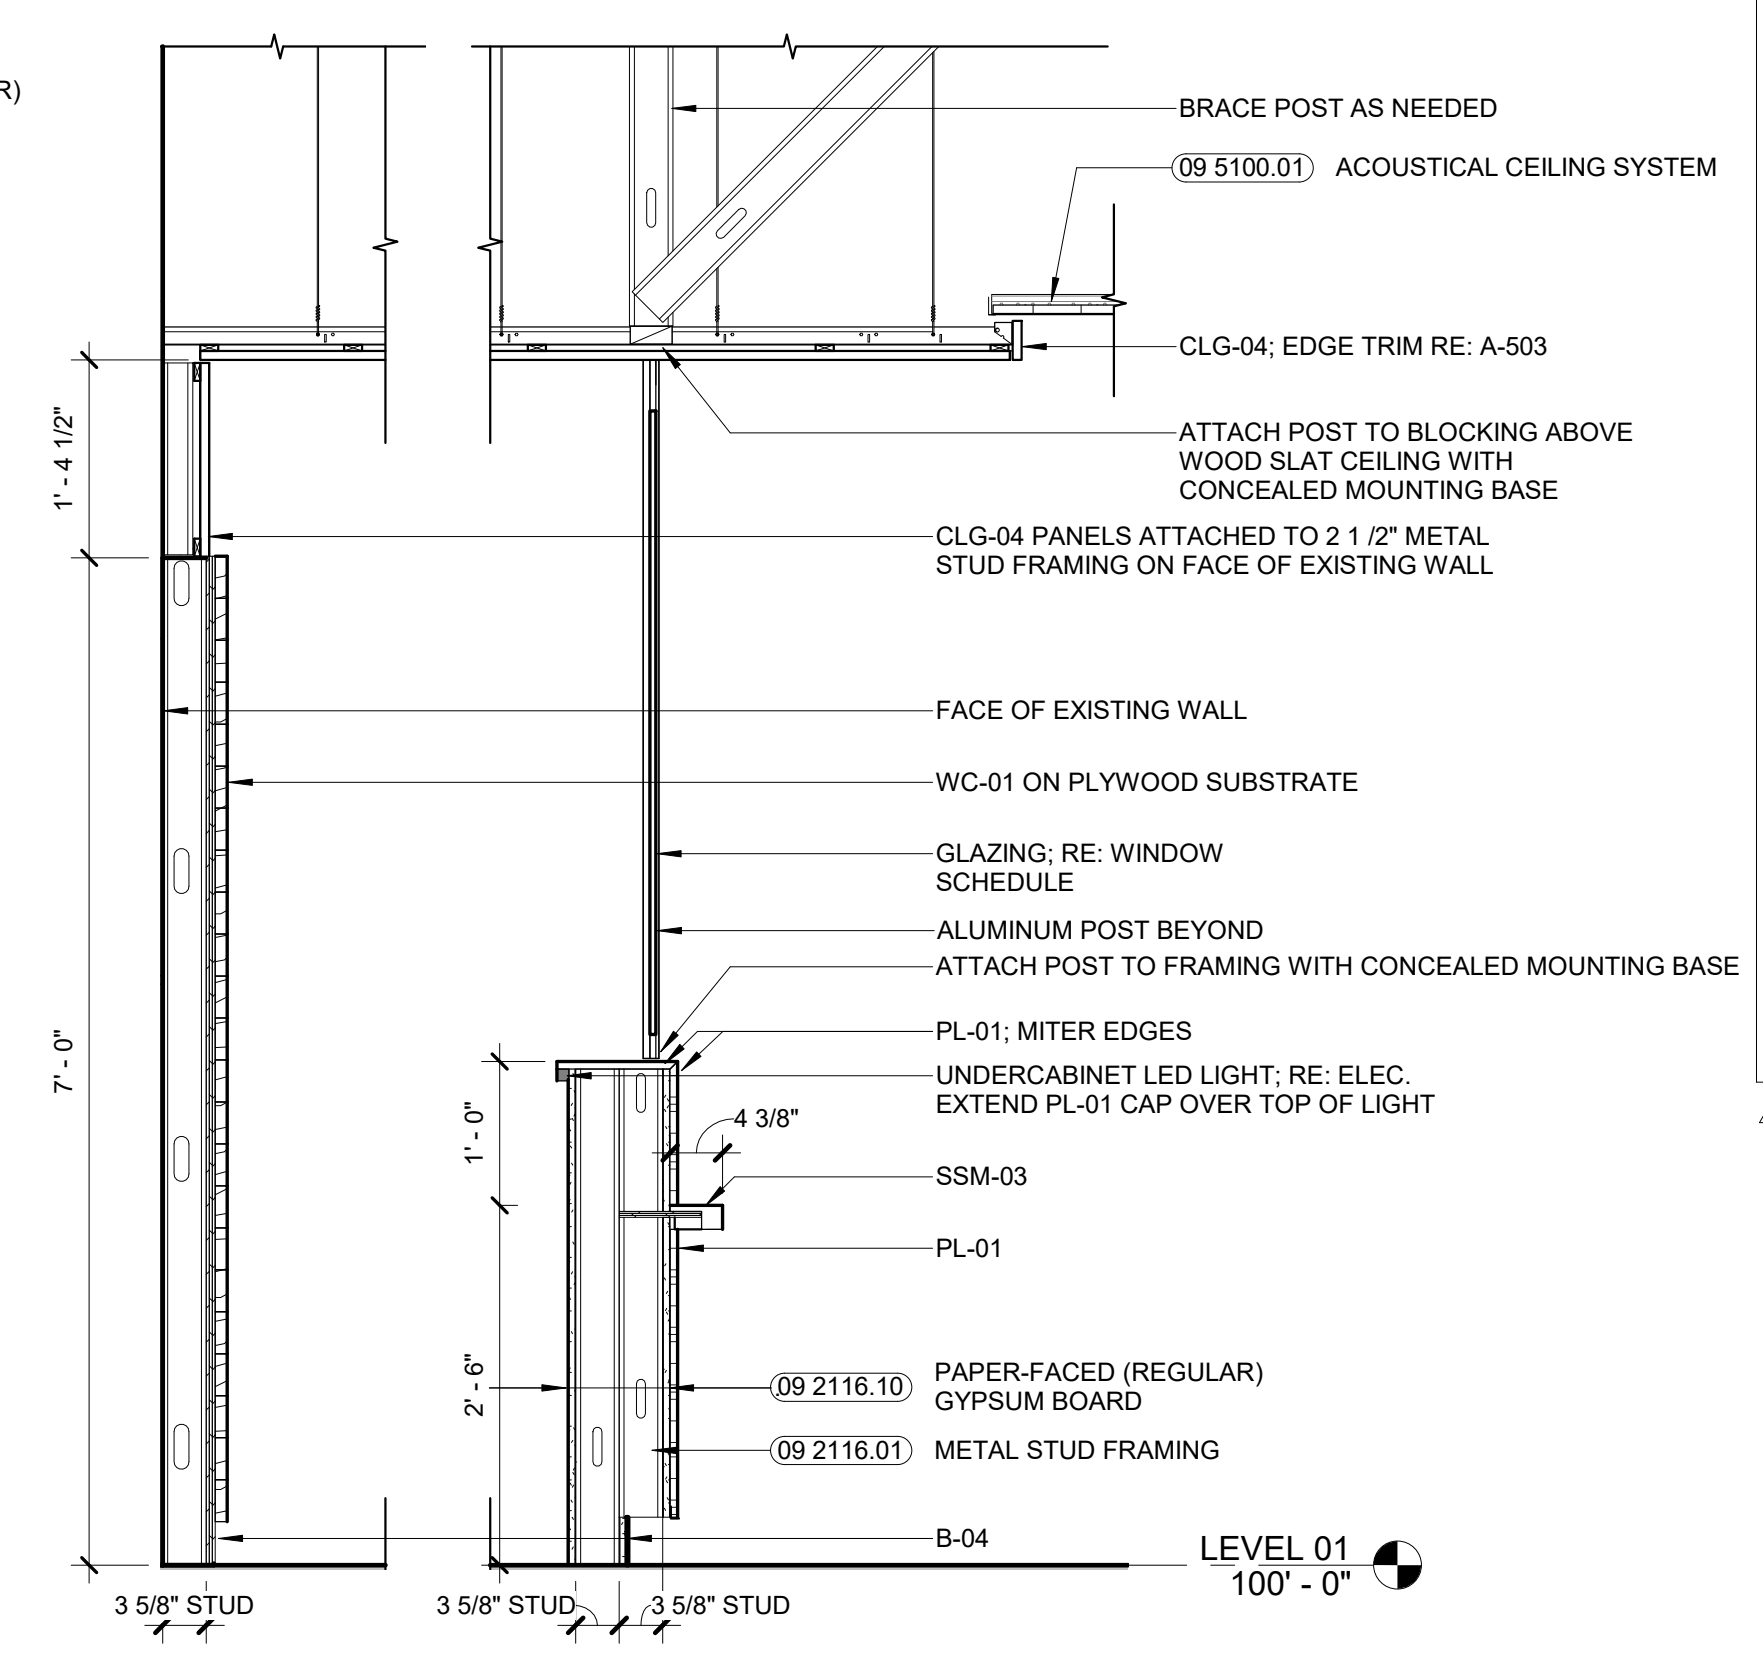 R)
BRACE POST AS NEEDED
09 5100.01 ACOUSTICAL CEILING SYSTEM
CLG-04; EDGE TRIM RE: A-503
1' - 4 1/2"
ATTACH POST TO BLOCKING ABOVE
WOOD SLAT CEILING WITH
CONCEALED MOUNTING BASE
CLG-04 PANELS ATTACHED TO 2 1 /2" METAL
STUD FRAMING ON FACE OF EXISTING WALL
FACE OF EXISTING WALL
WC-01 ON PLYWOOD SUBSTRATE
GLAZING; RE: WINDOW
SCHEDULE
ALUMINUM POST BEYOND
ATTACH POST TO FRAMING WITH CONCEALED MOUNTING BASE
PL-01; MITER EDGES
7' - 0"
UNDERCABINET LED LIGHT; RE: ELEC.
EXTEND PL-01 CAP OVER TOP OF LIGHT
1' - 0"
4 3/8"
SSM-03
PL-01
2' - 6"
09 2116.10 PAPER-FACED (REGULAR)
GYPSUM BOARD
09 2116.01 METAL STUD FRAMING
B-04
LEVEL 01
100' - 0"
3 5/8" STUD
3 5/8" STUD
3 5/8" STUD